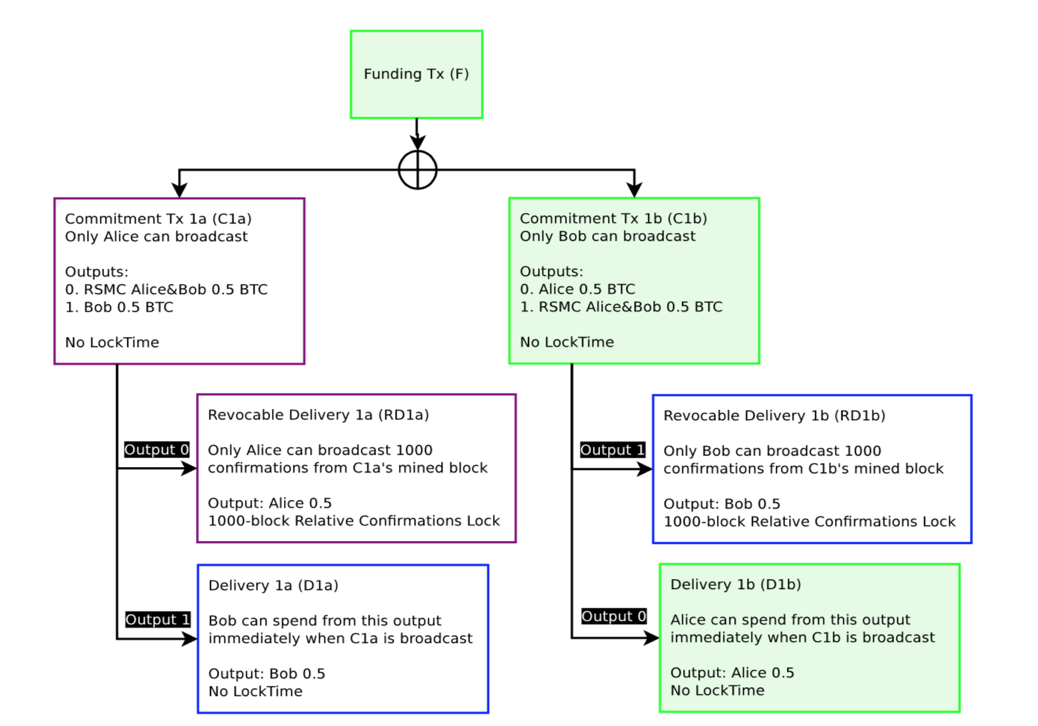 Funding Tx (F)
Commitment Tx 1a (C1a)
Only Alice can broadcast
Outputs:
0. RSMC Alice&Bob 0.5 BTC
1. Bob 0.5 BTC
No LockTime
Commitment Tx 1b (C1b)
Only Bob can broadcast
Outputs:
0. Alice 0.5 BTC
1. RSMC Alice&Bob 0.5 BTC
No LockTime
Output 0
Revocable Delivery 1a (RD1a)
Only Alice can broadcast 1000
confirmations from C1a's mined block
Output: Alice 0.5
1000-block Relative Confirmations Lock
Output 1
Revocable Delivery 1b (RD1b)
Only Bob can broadcast 1000
confirmations from C1b's mined block
Output: Bob 0.5
1000-block Relative Confirmations Lock
Output 1
Delivery 1a (D1a)
Bob can spend from this output
immediately when C1a is broadcast
Output: Bob 0.5
No LockTime
Output 0
Delivery 1b (D1b)
Alice can spend from this output
immediately when C1b is broadcast
Output: Alice 0.5
No LockTime